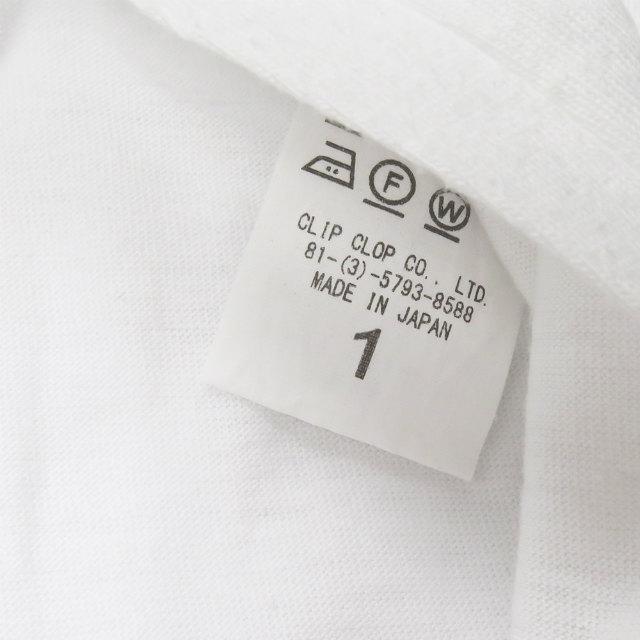 F W
CLIP CLOP CO., LTD.
81-(3)-5793-8588
MADE IN JAPAN
1